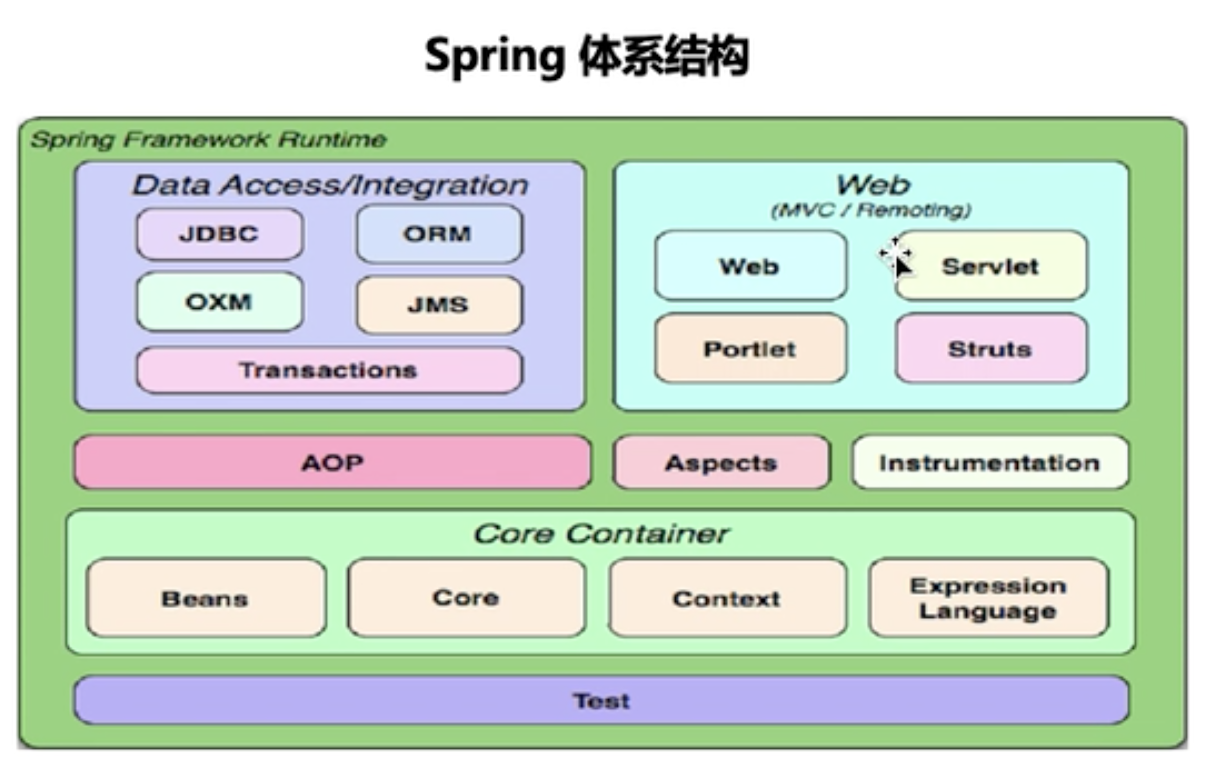 Spring 体系结构
Spring Framework Runtime
Data Access/Integration
JDBC
ORM
OXM
JMS
Transactions
Web
(MVC / Remoting)
Web
Servlet
Portlet
Struts
AOP
Aspects
Instrumentation
Core Container
Beans
Core
Context
Expression
Language
Test